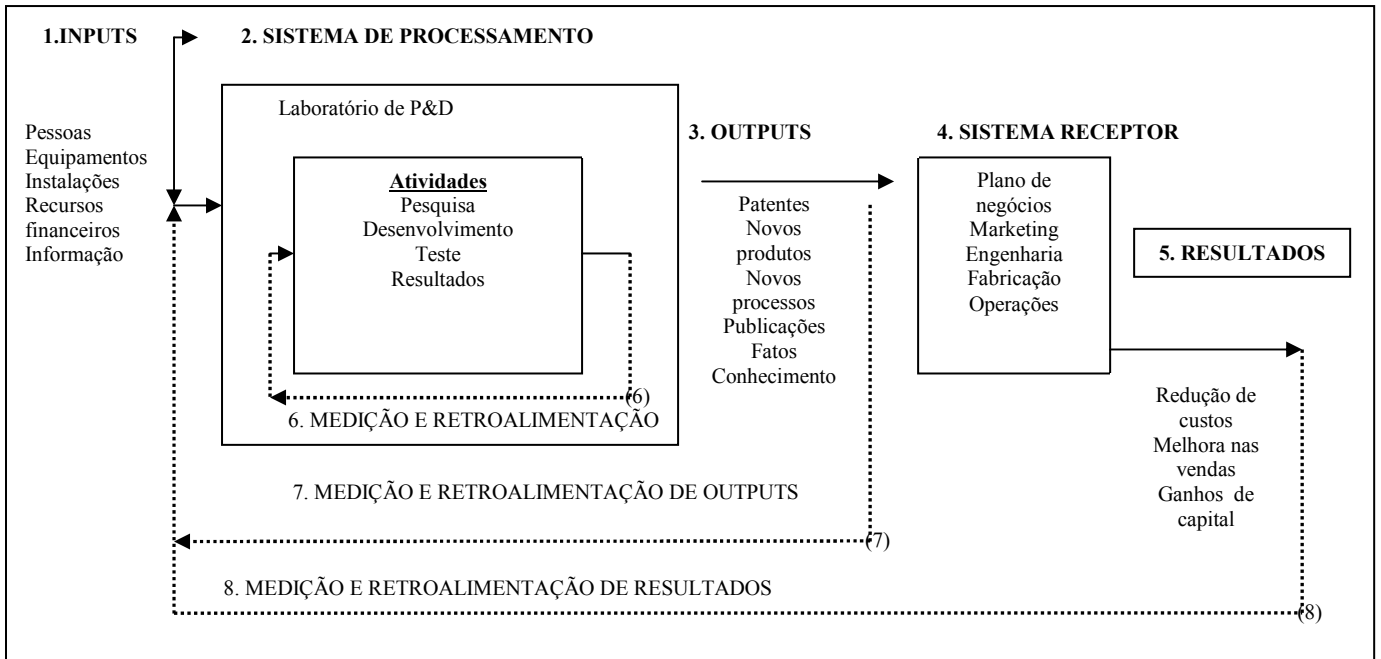 1.INPUTS
2. SISTEMA DE PROCESSAMENTO
Pessoas
Equipamentos
Instalações
Recursos
financeiros
Informação
Laboratório de P&D
Atividades
Pesquisa
Desenvolvimento
Teste
Resultados
(6)
6. MEDIÇÃO E RETROALIMENTAÇÃO
3. OUTPUTS
Patentes
Novos
produtos
Novos
processos
Publicações
Fatos
Conhecimento
4. SISTEMA RECEPTOR
Plano de
negócios
Marketing
Engenharia
Fabricação
Operações
5. RESULTADOS
Redução de
custos
Melhora nas
vendas
Ganhos de
capital
7. MEDIÇÃO E RETROALIMENTAÇÃO DE OUTPUTS
(7)
8. MEDIÇÃO E RETROALIMENTAÇÃO DE RESULTADOS
(8)